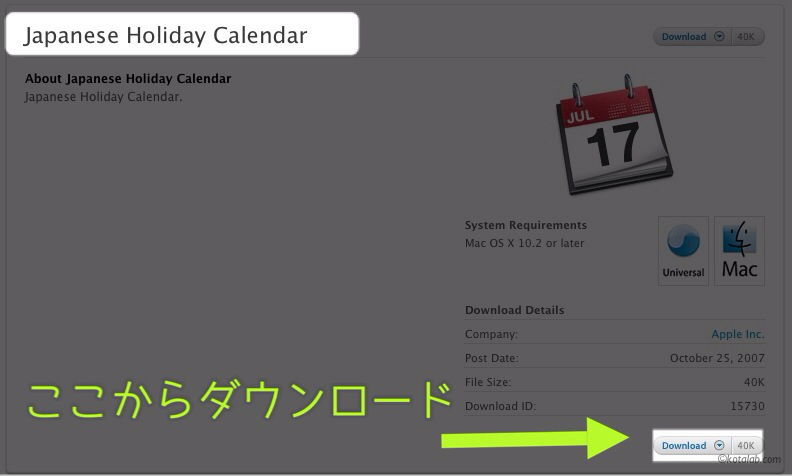 Japanese Holiday Calendar
Download 40K
About Japanese Holiday Calendar
Japanese Holiday Calendar.
JUL
17
System Requirements
Mac OS X 10.2 or later
Universal
Mac
Download Details
Company: Apple Inc.
Post Date: October 25, 2007
File Size: 40K
Download ID: 15730
ここからダウンロード
Download 40K
©kotalab.com